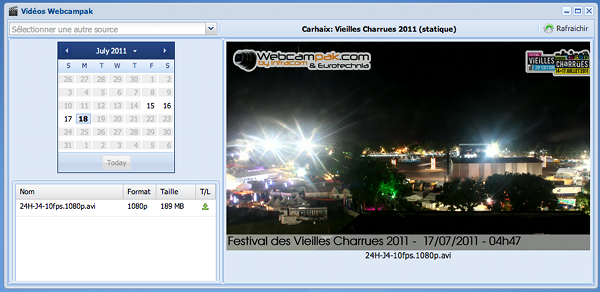 Vidéos Webcampak
Sélectionner une autre source
Carhaix: Vieilles Charrues 2011 (statique)
Rafraichir
July 2011
S M T W T F S
26 27 28 29 30 1 2
3 4 5 6 7 8 9
10 11 12 13 14 15 16
17 18 19 20 21 22 23
24 25 26 27 28 29 30
31 1 2 3 4 5 6
Today
Nom Format Taille T/L
24H-J4-10fps.1080p.avi 1080p 189 MB
Webcampak.com
by infracom & Eurotechnia
VIEILLES
CHARRUES
Festival des Vieilles Charrues 2011 - 17/07/2011 - 04h47
24H-J4-10fps.1080p.avi